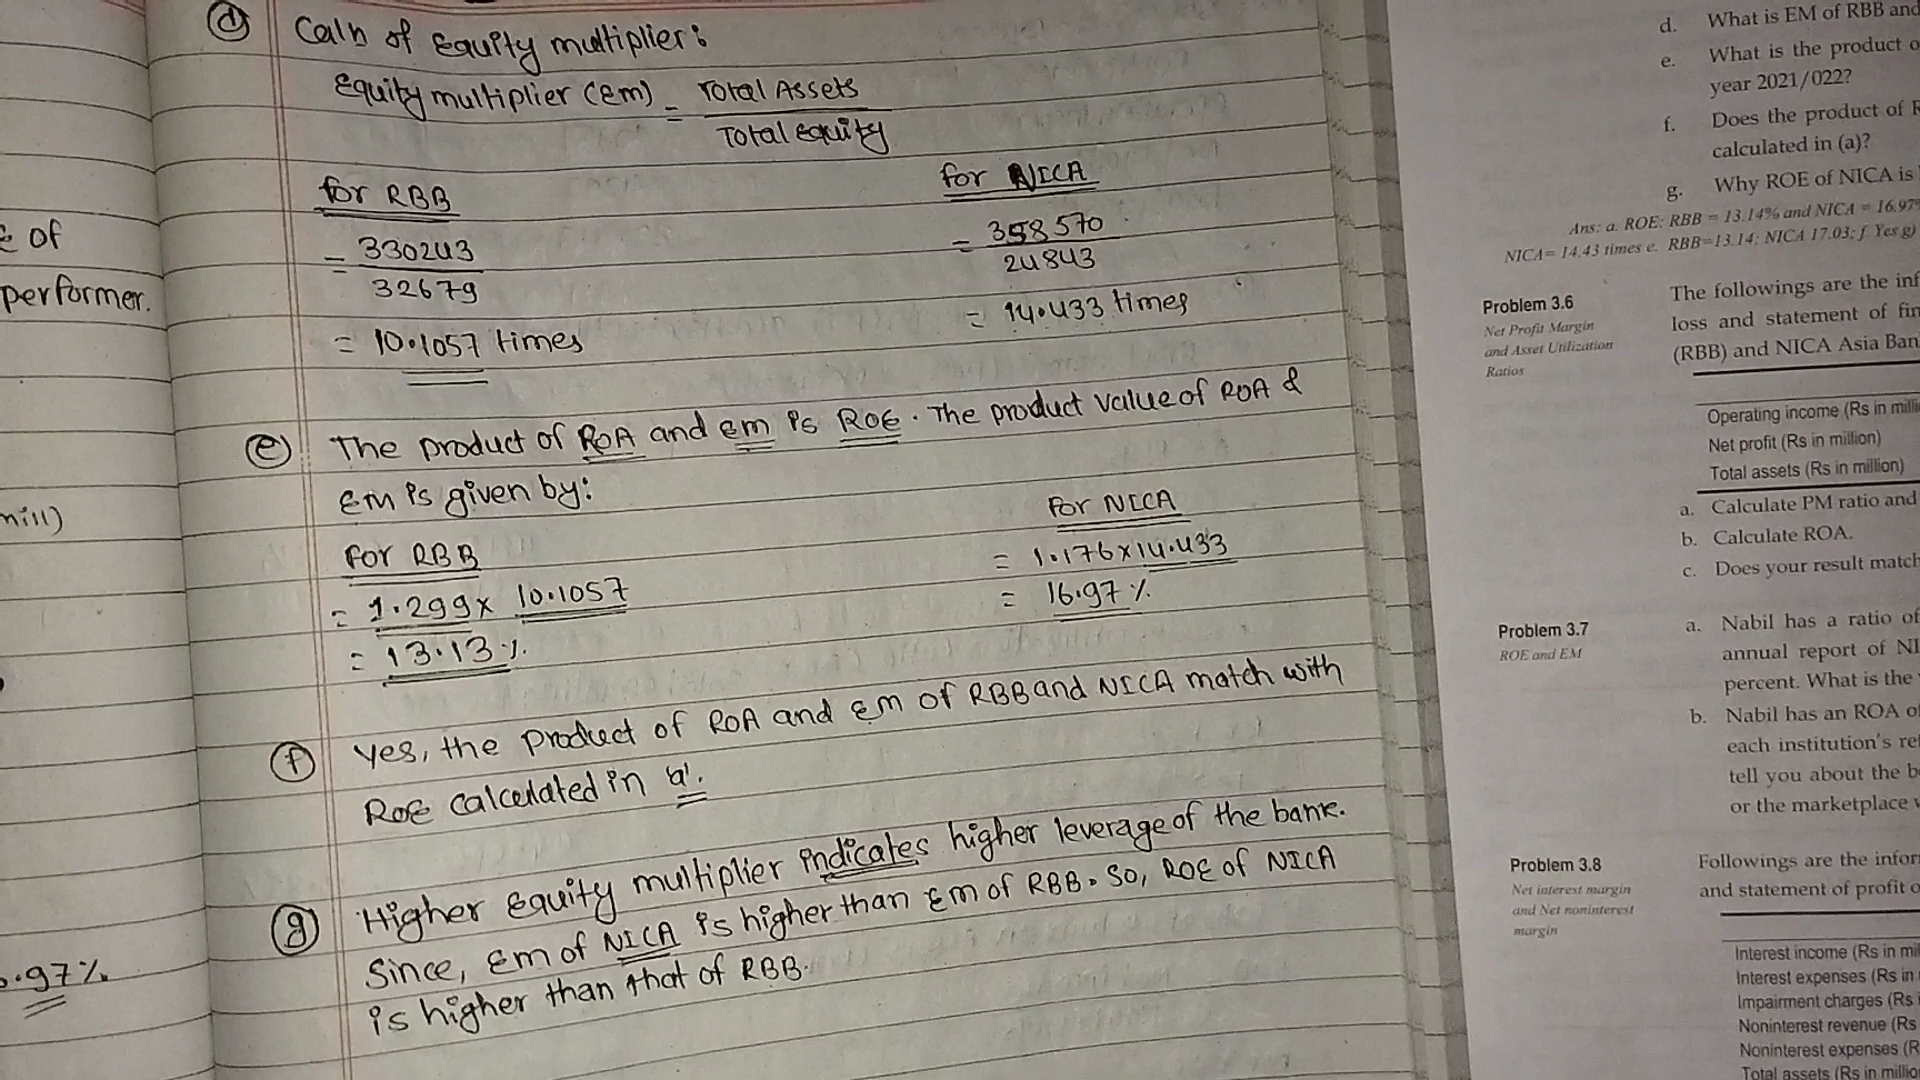 d Caln of Equity multiplier:
Equity multiplier (Em) = Total Assets
Total equity
for RBB
= 330243
32679
= 10.1057 times
for NICA
= 358570
24843
= 14.433 times
e The product of ROA and Em is ROE. The product value of ROA &
Em is given by:
for RBB
= 1.299 x 10.1057
= 13.13%.
for NICA
= 1.176 x 14.433
= 16.97 %.
f Yes, the product of ROA and Em of RBB and NICA match with
ROE calculated in 'a'.
g Higher Equity multiplier indicates higher leverage of the bank.
Since, Em of NICA is higher than Em of RBB. So, ROE of NICA
is higher than that of RBB.
of
performer.
mill)
.97%
d. What is EM of RBB and
e. What is the product o
year 2021/022?
f. Does the product of
calculated in (a)?
g. Why ROE of NICA is
Ans: a. ROE: RBB = 13.14% and NICA = 16.97%
NICA= 14.43 times e. RBB=13.14; NICA 17.03; f. Yes g)
Problem 3.6
Net Profit Margin
and Asset Utilization
Ratios
The followings are the inf
loss and statement of fin
(RBB) and NICA Asia Ban
Operating income (Rs in milli
Net profit (Rs in million)
Total assets (Rs in million)
a. Calculate PM ratio and
b. Calculate ROA.
c. Does your result match
Problem 3.7
ROE and EM
a. Nabil has a ratio of
annual report of NI
percent. What is the
b. Nabil has an ROA of
each institution's rel
tell you about the b
or the marketplace
Problem 3.8
Net interest margin
and Net noninterest
margin
Followings are the infor
and statement of profit o
Interest income (Rs in mil
Interest expenses (Rs in
Impairment charges (Rs
Noninterest revenue (Rs
Noninterest expenses (R
Total assets (Rs in millio